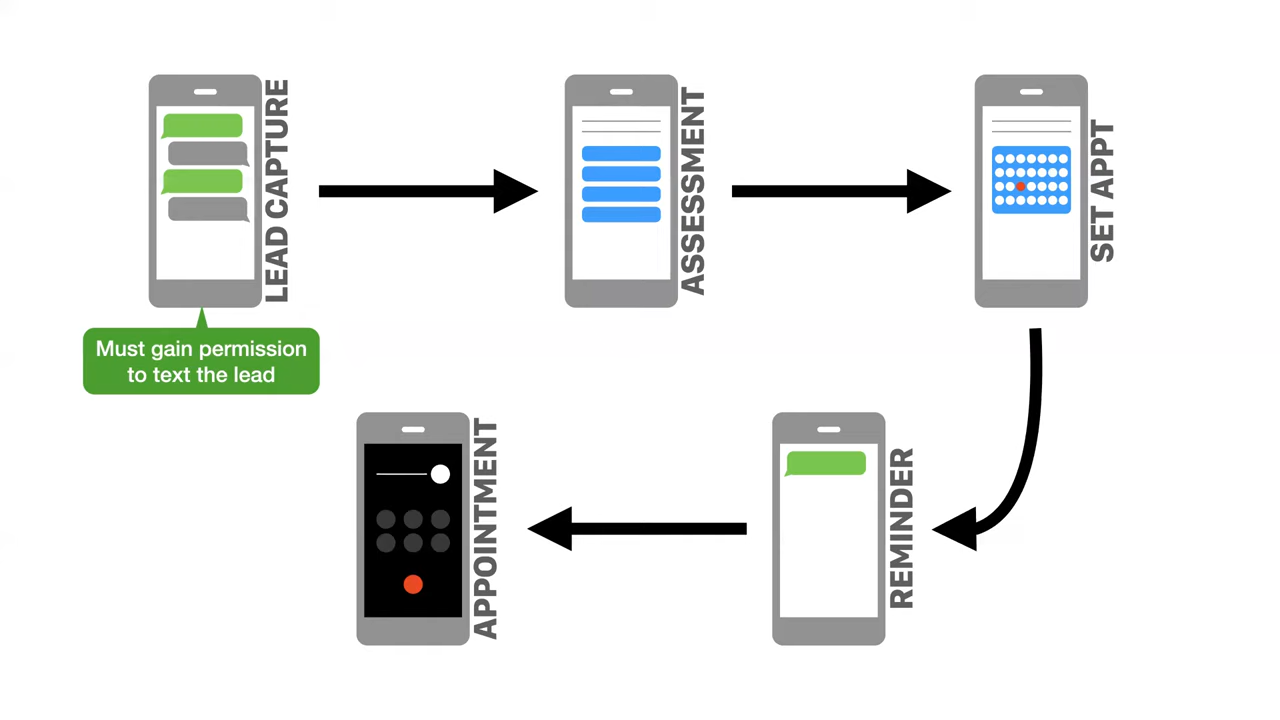 LEAD CAPTURE
ASSESSMENT
SET APPT
Must gain permission
to text the lead
APPOINTMENT
REMINDER